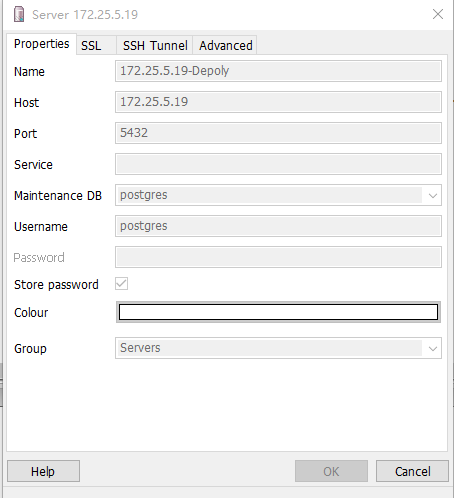 Server 172.25.5.19
Properties SSL SSH Tunnel Advanced
Name 172.25.5.19-Depoly
Host 172.25.5.19
Port 5432
Service
Maintenance DB postgres
Username postgres
Password
Store password
Colour
Group Servers
Help OK Cancel